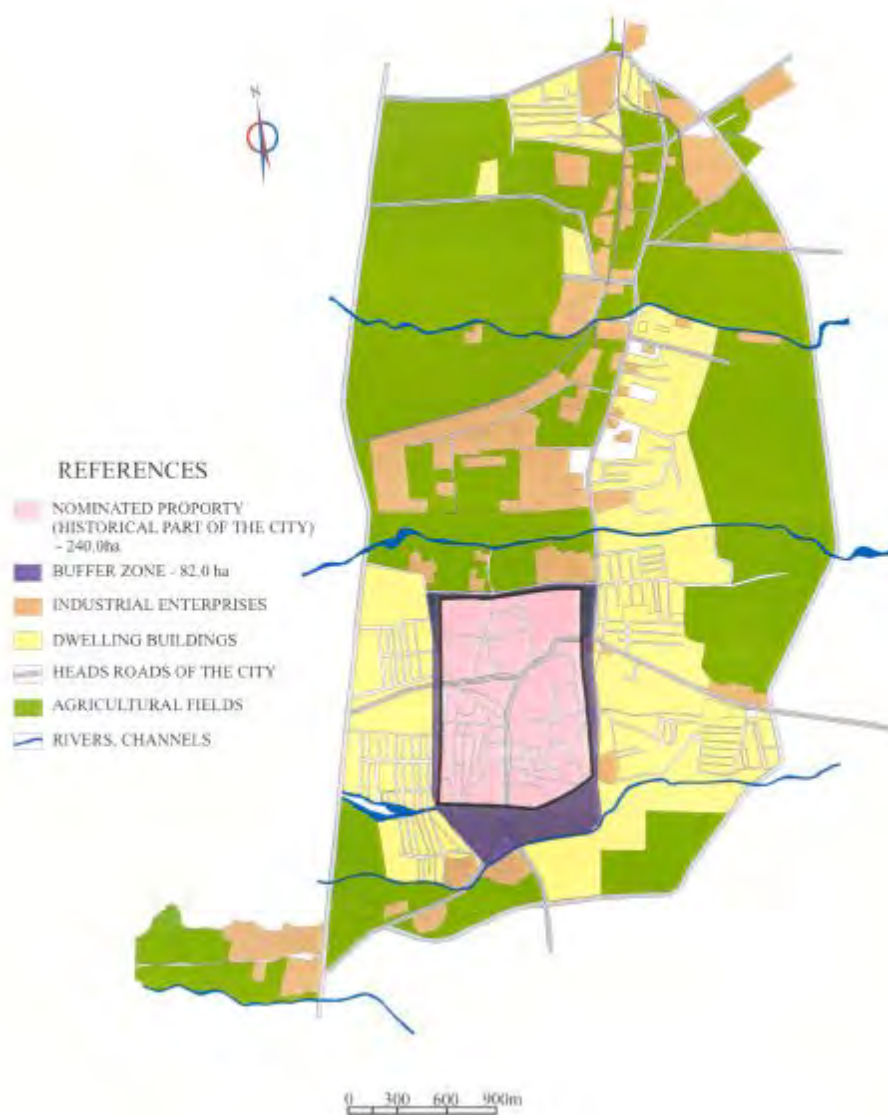 N
REFERENCES
NOMINATED PROPORTY
(HISTORICAL PART OF THE CITY)
- 240.0ha
BUFFER ZONE - 82.0 ha
INDUSTRIAL ENTERPRISES
DWELLING BUILDINGS
HEADS ROADS OF THE CITY
AGRICULTURAL FIELDS
RIVERS, CHANNELS
0 300 600 900m